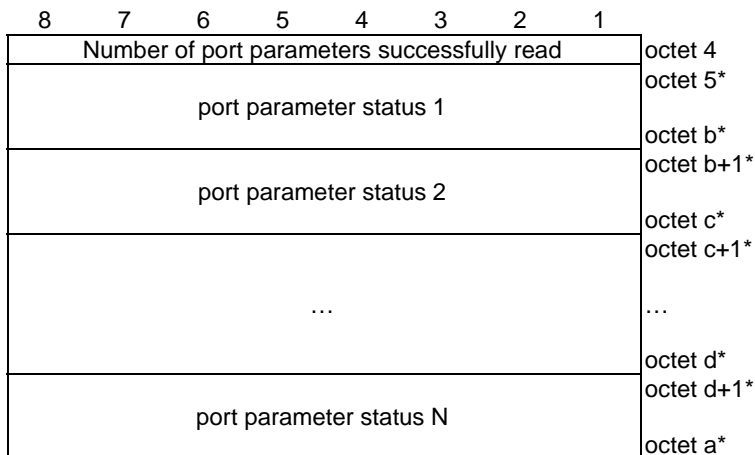 8 7 6 5 4 3 2 1
Number of port parameters successfully read octet 4
octet 5*
port parameter status 1
octet b*
octet b+1*
port parameter status 2
octet c*
octet c+1*
… …
octet d*
octet d+1*
port parameter status N
octet a*